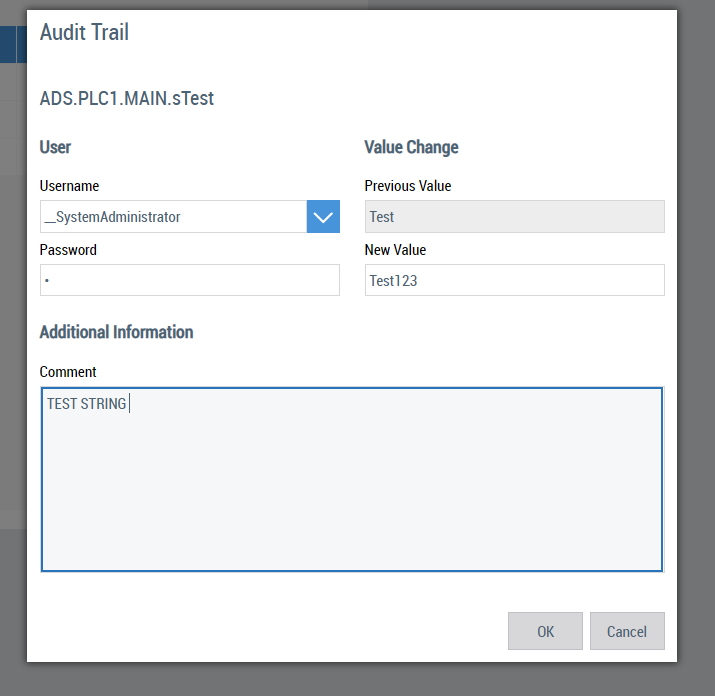 Audit Trail
ADS.PLC1.MAIN.sTest
User
Value Change
Username
Previous Value
__SystemAdministrator
Test
Password
New Value
•
Test123
Additional Information
Comment
TEST STRING
OK
Cancel